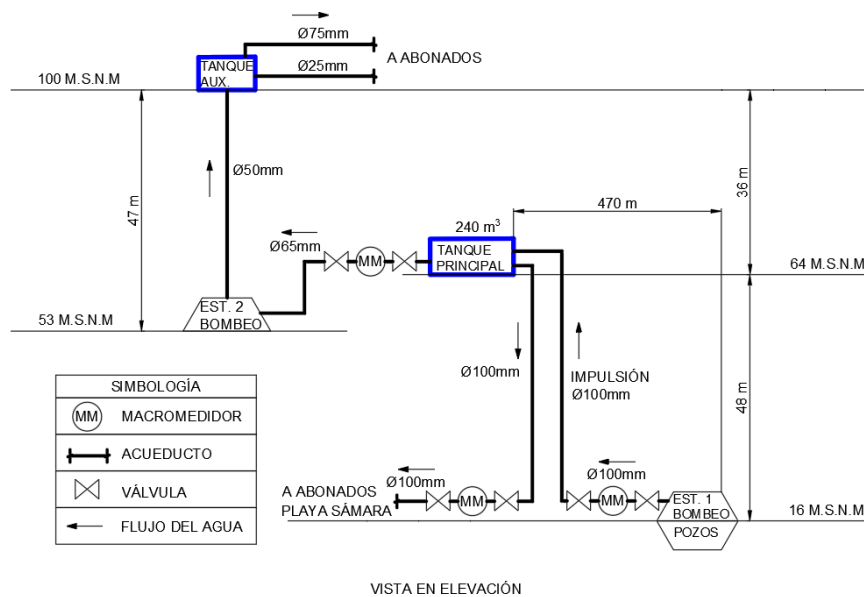 Ø75mm
A ABONADOS
TANQUE
AUX.
Ø25mm
100 M.S.N.M
47 m
Ø50mm
36 m
470 m
240 m³
Ø65mm
MM
TANQUE
PRINCIPAL
64 M.S.N.M
EST. 2
BOMBEO
53 M.S.N.M
Ø100mm
IMPULSIÓN
Ø100mm
48 m
SIMBOLOGÍA
MM MACROMEDIDOR
ACUEDUCTO
VÁLVULA
FLUJO DEL AGUA
Ø100mm
A ABONADOS
PLAYA SÁMARA
MM
Ø100mm
MM
EST. 1
BOMBEO
POZOS
16 M.S.N.M
VISTA EN ELEVACIÓN